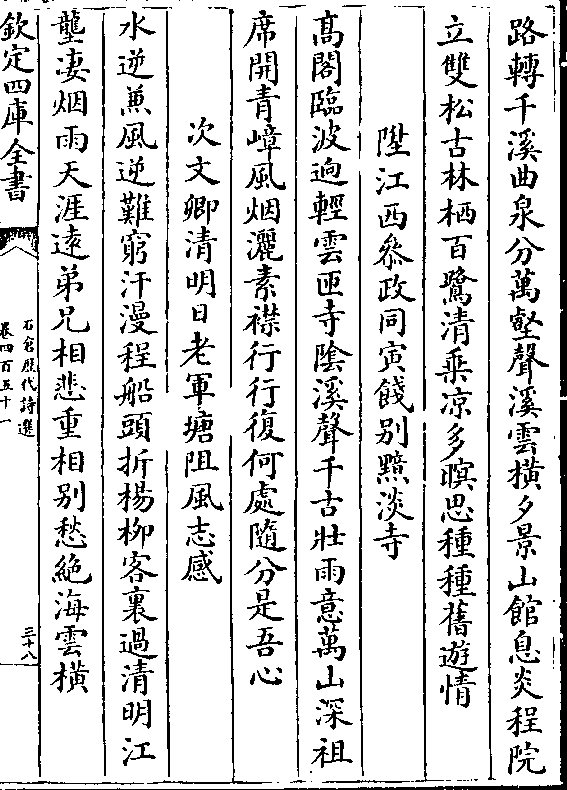 路轉千溪曲泉分萬壑聲溪雲橫夕景山館息炎程院
立雙松古林栖百鷺清乘凉多暝思種種舊遊情
陞江西叅政同寅餞别黯淡寺
高閣臨波逈輕雲匝寺陰溪聲千古壯雨意萬山深祖
席開青嶂風烟灑素襟行行復何處隨分是吾心
次文卿清明日老軍塘阻風志感
水逆兼風逆難窮汗漫程船頭折楊柳客裏過清明江
壟凄烟雨天涯逺弟兄相悲重相别愁絶海雲橫
欽定四庫全書
石倉歷代詩選
卷四百五十一
三十八